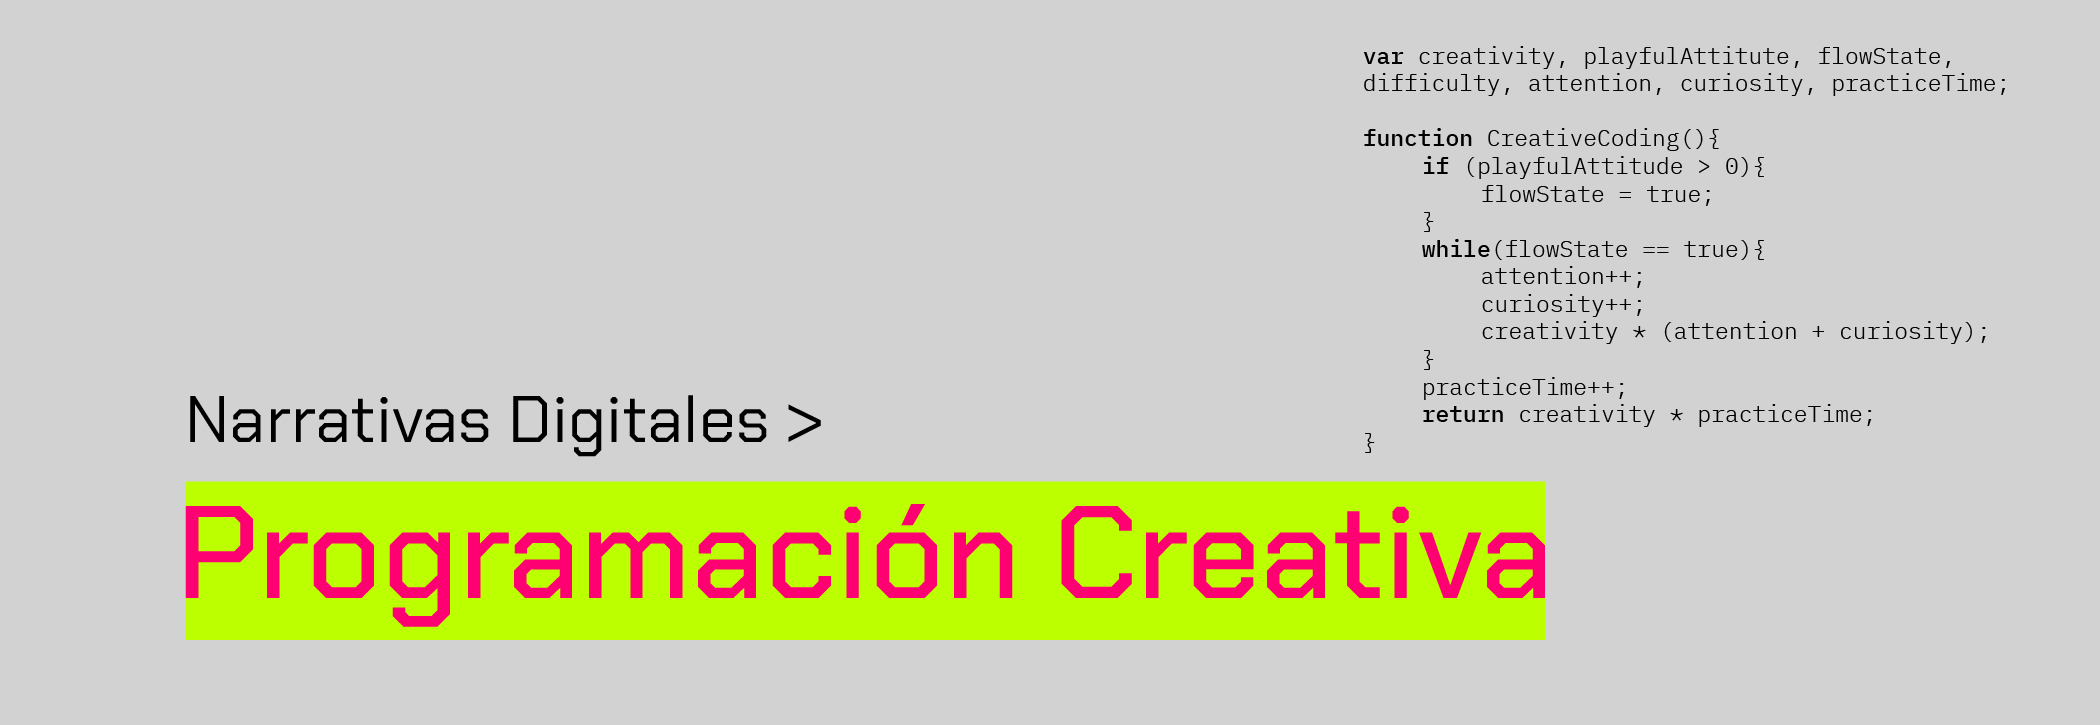 var creativity, playfulAttitute, flowState,
difficulty, attention, curiosity, practiceTime;
function CreativeCoding(){
if (playfulAttitude > 0){
flowState = true;
}
while(flowState == true){
attention++;
curiosity++;
creativity * (attention + curiosity);
}
practiceTime++;
return creativity * practiceTime;
}
Narrativas Digitales >
Programación Creativa